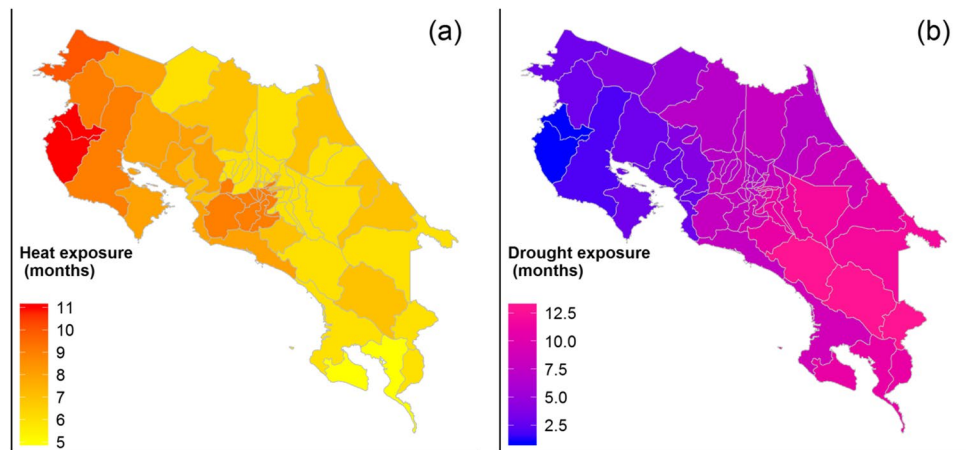 (a)
Heat exposure
(months)
11
10
9
8
7
6
5
(b)
Drought exposure
(months)
12.5
10.0
7.5
5.0
2.5